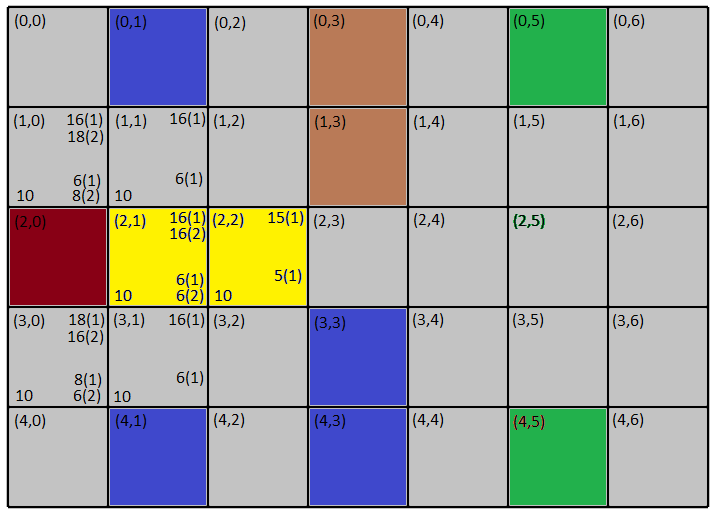 (0,0) (0,1) (0,2) (0,3) (0,4) (0,5) (0,6)
(1,0) 16(1) (1,1) 16(1) (1,2) (1,3) (1,4) (1,5) (1,6)
18(2)
6(1) 6(1)
10 8(2) 10
(2,0) (2,1) 16(1) (2,2) 15(1) (2,3) (2,4) (2,5) (2,6)
16(2)
6(1) 5(1)
10 6(2) 10
(3,0) 18(1) (3,1) 16(1) (3,2) (3,3) (3,4) (3,5) (3,6)
16(2)
8(1) 6(1)
10 6(2) 10
(4,0) (4,1) (4,2) (4,3) (4,4) (4,5) (4,6)